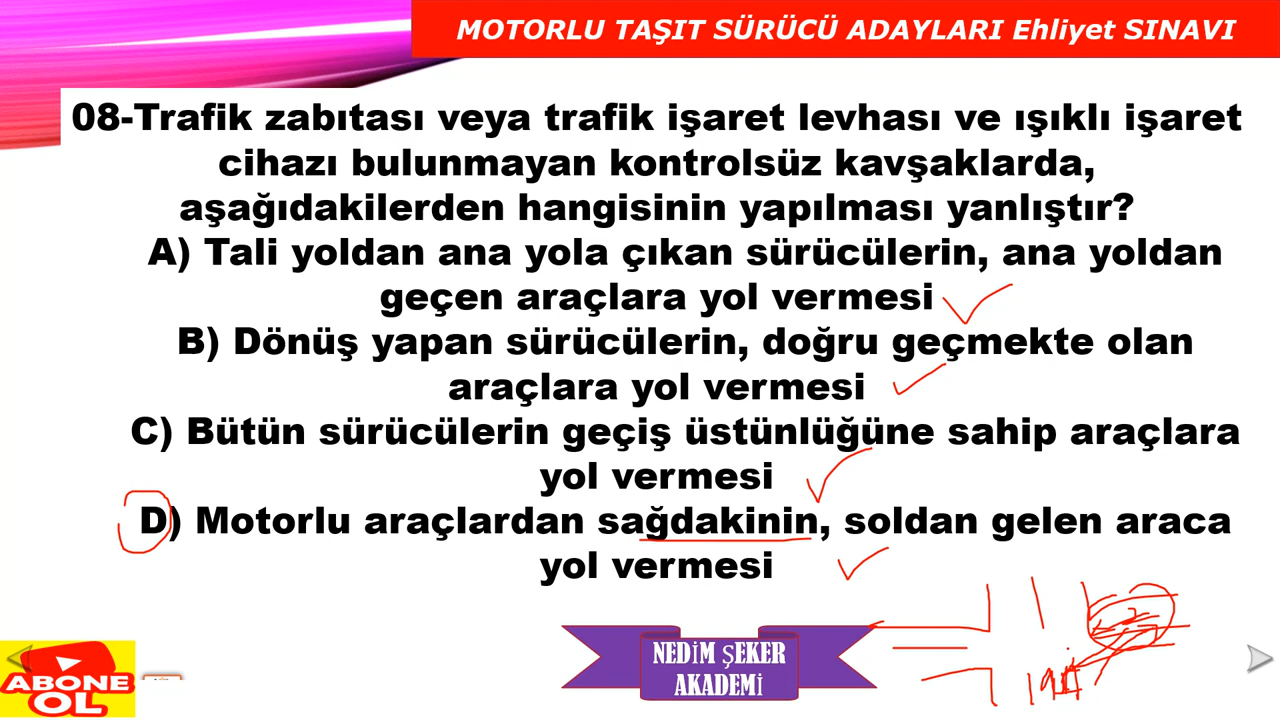 MOTORLU TAŞIT SÜRÜCÜ ADAYLARI Ehliyet SINAVI
08-Trafik zabıtası veya trafik işaret levhası ve ışıklı işaret
cihazı bulunmayan kontrolsüz kavşaklarda,
aşağıdakilerden hangisinin yapılması yanlıştır?
A) Tali yoldan ana yola çıkan sürücülerin, ana yoldan
geçen araçlara yol vermesi
B) Dönüş yapan sürücülerin, doğru geçmekte olan
araçlara yol vermesi
C) Bütün sürücülerin geçiş üstünlüğüne sahip araçlara
yol vermesi
D) Motorlu araçlardan sağdakinin, soldan gelen araca
yol vermesi
NEDİM ŞEKER
AKADEMİ
ABONE
OL